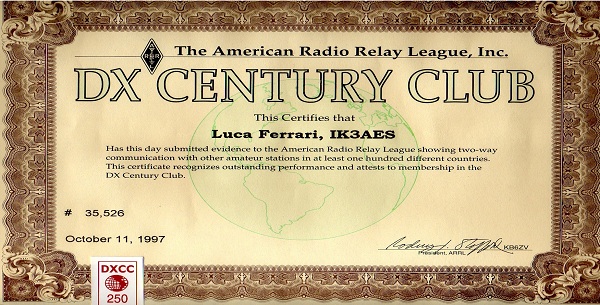 The American Radio Relay League, Inc.
DX CENTURY CLUB
This Certifies that
Luca Ferrari, IK3AES
Has this day submitted evidence to the American Radio Relay League showing two-way
communication with other amateur stations in at least one hundred different countries.
This certificate recognizes outstanding performance and attests to membership in the
DX Century Club.
# 35,526
October 11, 1997
KB6ZV
President, ARRL
DXCC
250